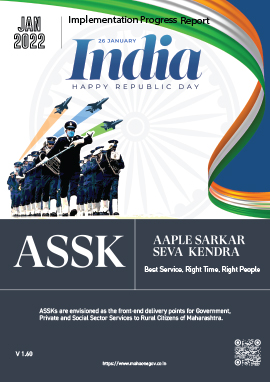 JAN
2022
Implementation Progress Report
26 JANUARY
India
HAPPY REPUBLIC DAY
ASSK
AAPLE SARKAR
SEVA KENDRA
Best Service, Right Time, Right People
ASSKs are envisioned as the front-end delivery points for Government,
Private and Social Sector Services to Rural Citizens of Maharashtra.
V 1.60
https://www.mahaonegov.co.in